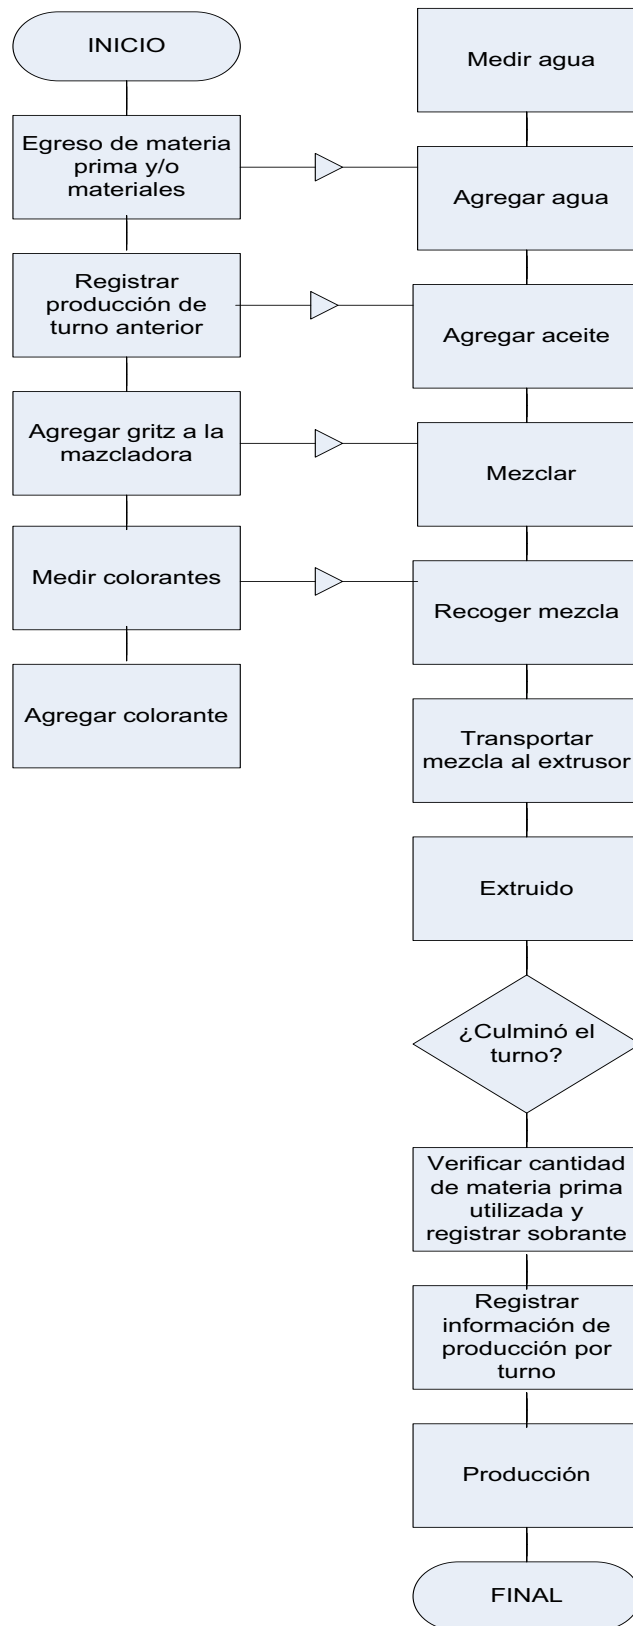 INICIO
Egreso de materia
prima y/o
materiales
Registrar
producción de
turno anterior
Agregar gritz a la
mazcladora
Medir colorantes
Agregar colorante
Medir agua
Agregar agua
Agregar aceite
Mezclar
Recoger mezcla
Transportar
mezcla al extrusor
Extruido
¿Culminó el
turno?
Verificar cantidad
de materia prima
utilizada y
registrar sobrante
Registrar
información de
producción por
turno
Producción
FINAL